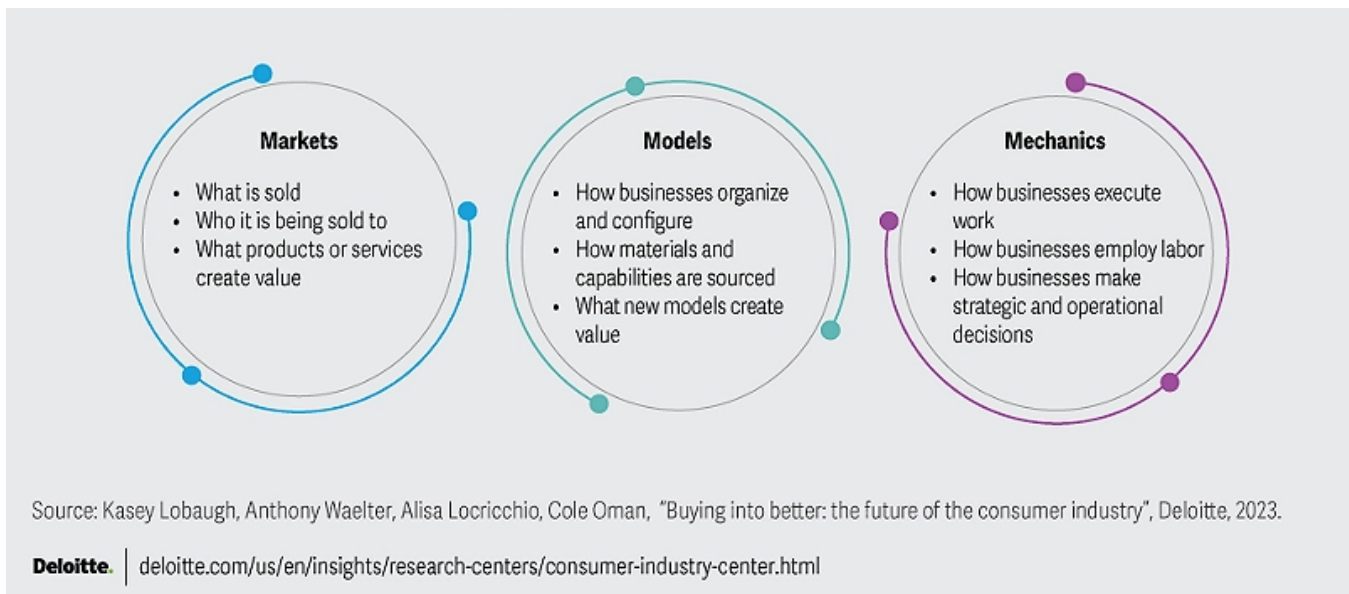 Markets
• What is sold
• Who it is being sold to
• What products or services
create value
Models
• How businesses organize
and configure
• How materials and
capabilities are sourced
• What new models create
value
Mechanics
• How businesses execute
work
• How businesses employ labor
• How businesses make
strategic and operational
decisions
Source: Kasey Lobaugh, Anthony Waelter, Alisa Locricchio, Cole Oman, “Buying into better: the future of the consumer industry”, Deloitte, 2023.
Deloitte. | deloitte.com/us/en/insights/research-centers/consumer-industry-center.html